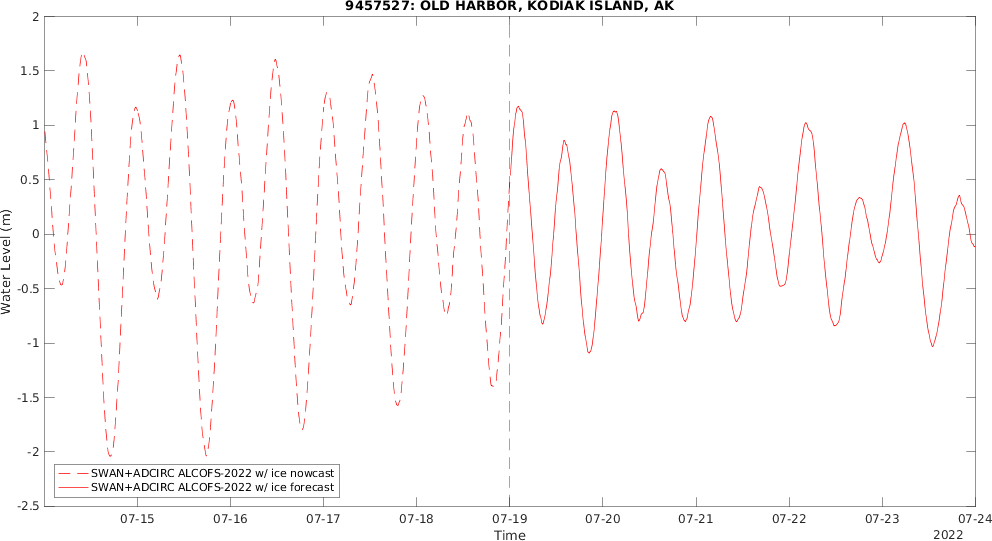 9457527: OLD HARBOR, KODIAK ISLAND, AK
2
1.5
1
0.5
0
-0.5
-1
-1.5
-2
-2.5
Water Level (m)
SWAN+ADCIRC ALCOFS-2022 w/ ice nowcast
SWAN+ADCIRC ALCOFS-2022 w/ ice forecast
07-15 07-16 07-17 07-18 07-19 07-20 07-21 07-22 07-23 07-24
Time
2022